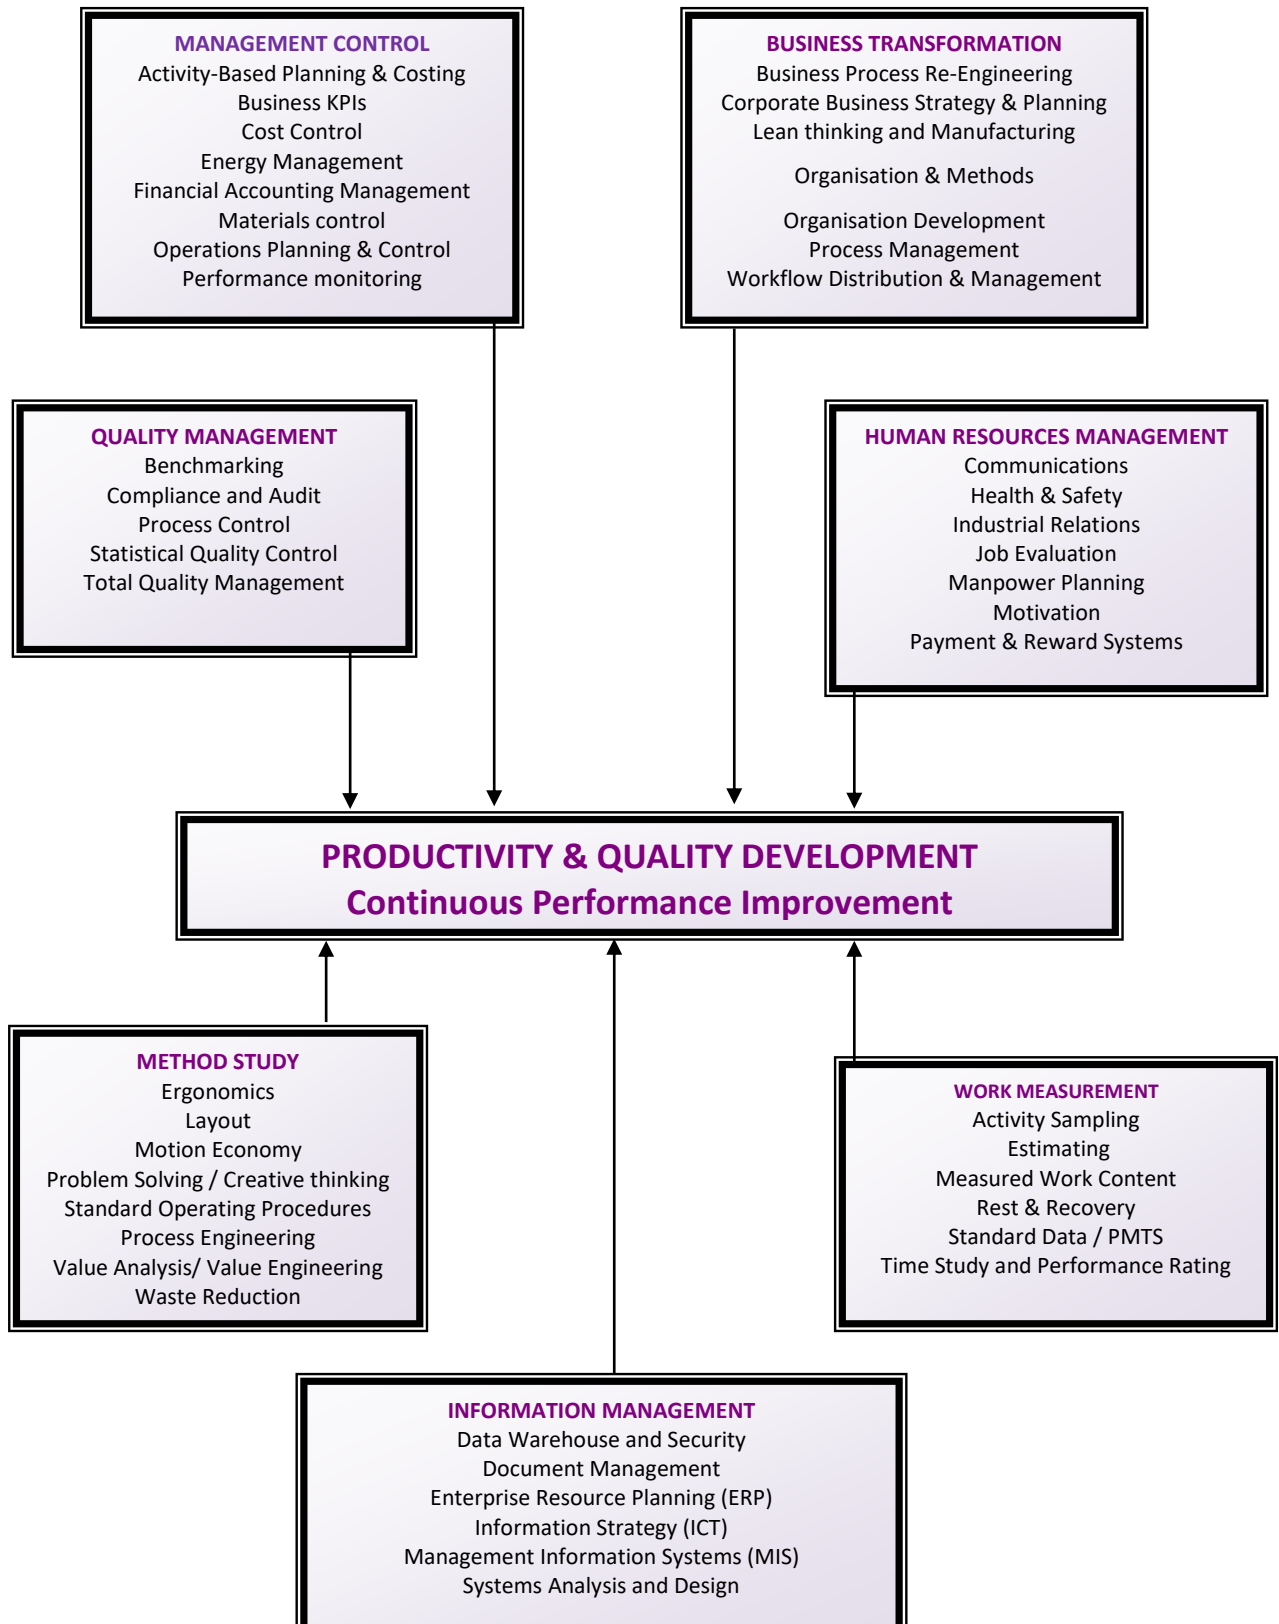 MANAGEMENT CONTROL
Activity-Based Planning & Costing
Business KPIs
Cost Control
Energy Management
Financial Accounting Management
Materials control
Operations Planning & Control
Performance monitoring
BUSINESS TRANSFORMATION
Business Process Re-Engineering
Corporate Business Strategy & Planning
Lean thinking and Manufacturing
Organisation & Methods
Organisation Development
Process Management
Workflow Distribution & Management
QUALITY MANAGEMENT
Benchmarking
Compliance and Audit
Process Control
Statistical Quality Control
Total Quality Management
HUMAN RESOURCES MANAGEMENT
Communications
Health & Safety
Industrial Relations
Job Evaluation
Manpower Planning
Motivation
Payment & Reward Systems
PRODUCTIVITY & QUALITY DEVELOPMENT
Continuous Performance Improvement
METHOD STUDY
Ergonomics
Layout
Motion Economy
Problem Solving / Creative thinking
Standard Operating Procedures
Process Engineering
Value Analysis/ Value Engineering
Waste Reduction
WORK MEASUREMENT
Activity Sampling
Estimating
Measured Work Content
Rest & Recovery
Standard Data / PMTS
Time Study and Performance Rating
INFORMATION MANAGEMENT
Data Warehouse and Security
Document Management
Enterprise Resource Planning (ERP)
Information Strategy (ICT)
Management Information Systems (MIS)
Systems Analysis and Design